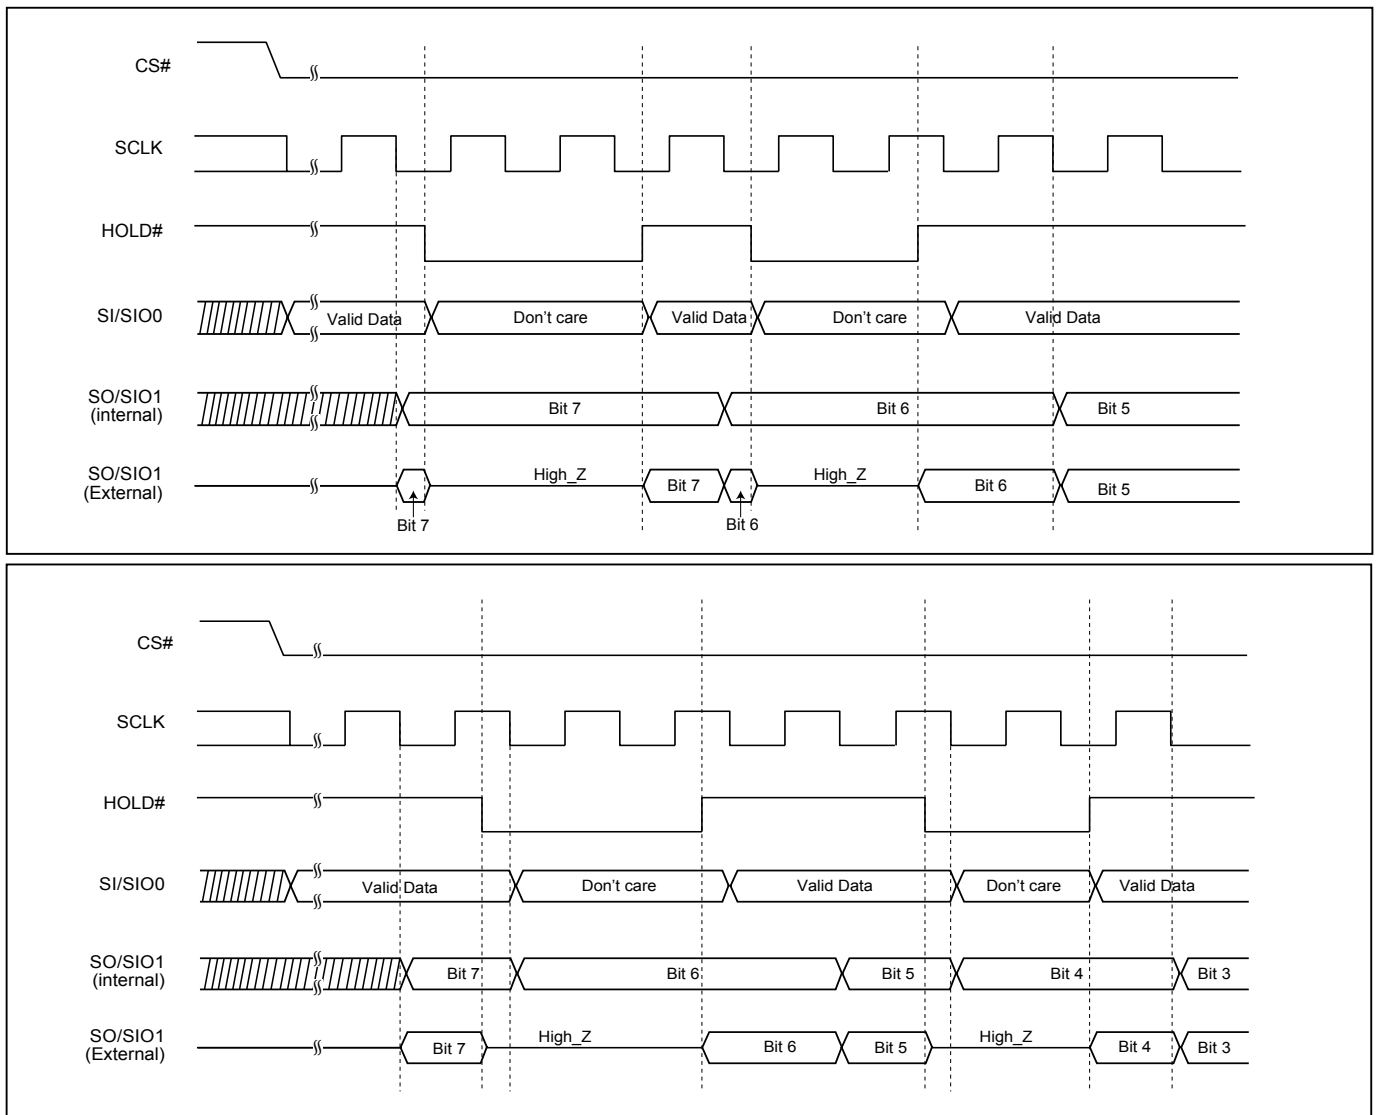 CS#
SCLK
HOLD#
SI/SIO0 Valid Data Don't care Valid Data Don't care Valid Data
SO/SIO1
(internal) Bit 7 Bit 6 Bit 5
SO/SIO1
(External) High_Z Bit 7 High_Z Bit 6 Bit 5
Bit 7 Bit 6
CS#
SCLK
HOLD#
SI/SIO0 Valid Data Don't care Valid Data Don't care Valid Data
SO/SIO1
(internal) Bit 7 Bit 6 Bit 5 Bit 4 Bit 3
SO/SIO1
(External) Bit 7 High_Z Bit 6 Bit 5 High_Z Bit 4 Bit 3